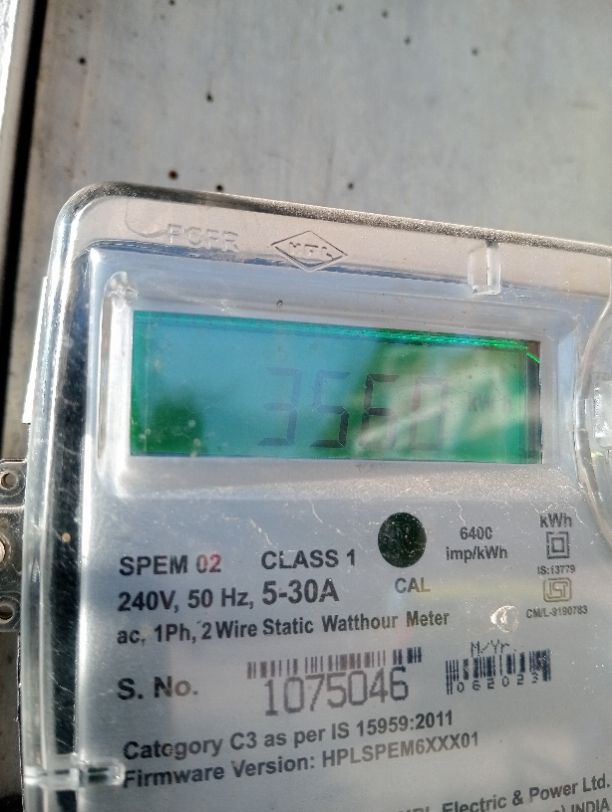 HPL
3560
SPEM 02 CLASS 1
240V, 50 Hz, 5-30A
ac, 1Ph, 2 Wire Static Watthour Meter
CAL
6400
imp/kWh
kWh
IS:13779
CM/L-9190783
S. No.
1075046
M/Yr.
062023
Category C3 as per IS 15959:2011
Firmware Version: HPLSPEM6XXX01
Electric & Power Ltd.
INDIA